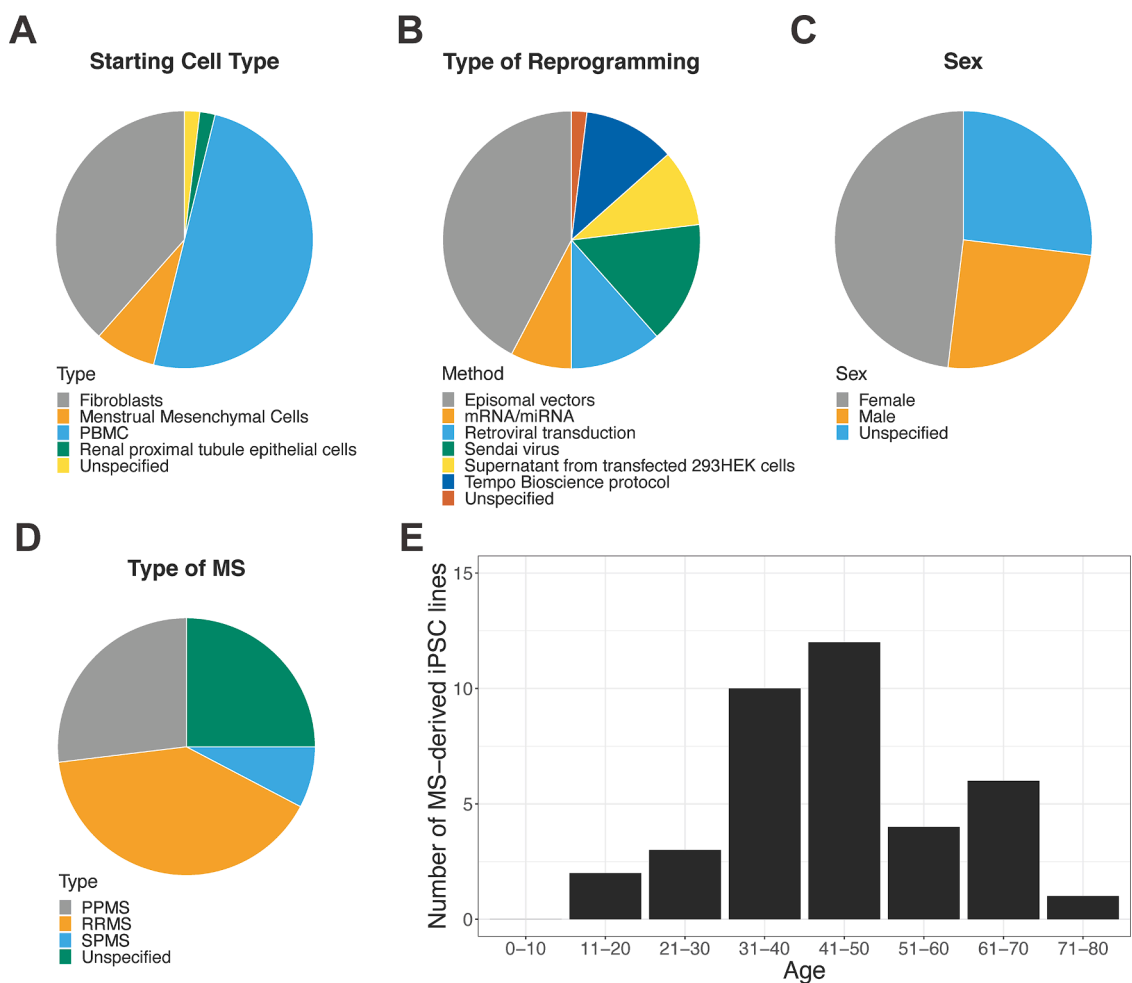 A
Starting Cell Type
Type
Fibroblasts
Menstrual Mesenchymal Cells
PBMC
Renal proximal tubule epithelial cells
Unspecified
B
Type of Reprogramming
Method
Episomal vectors
mRNA/miRNA
Retroviral transduction
Sendai virus
Supernatant from transfected 293HEK cells
Tempo Bioscience protocol
Unspecified
C
Sex
Sex
Female
Male
Unspecified
D
Type of MS
Type
PPMS
RRMS
SPMS
Unspecified
E
Number of MS−derived iPSC lines
15
10
5
0
0−10 11−20 21−30 31−40 41−50 51−60 61−70 71−80
Age